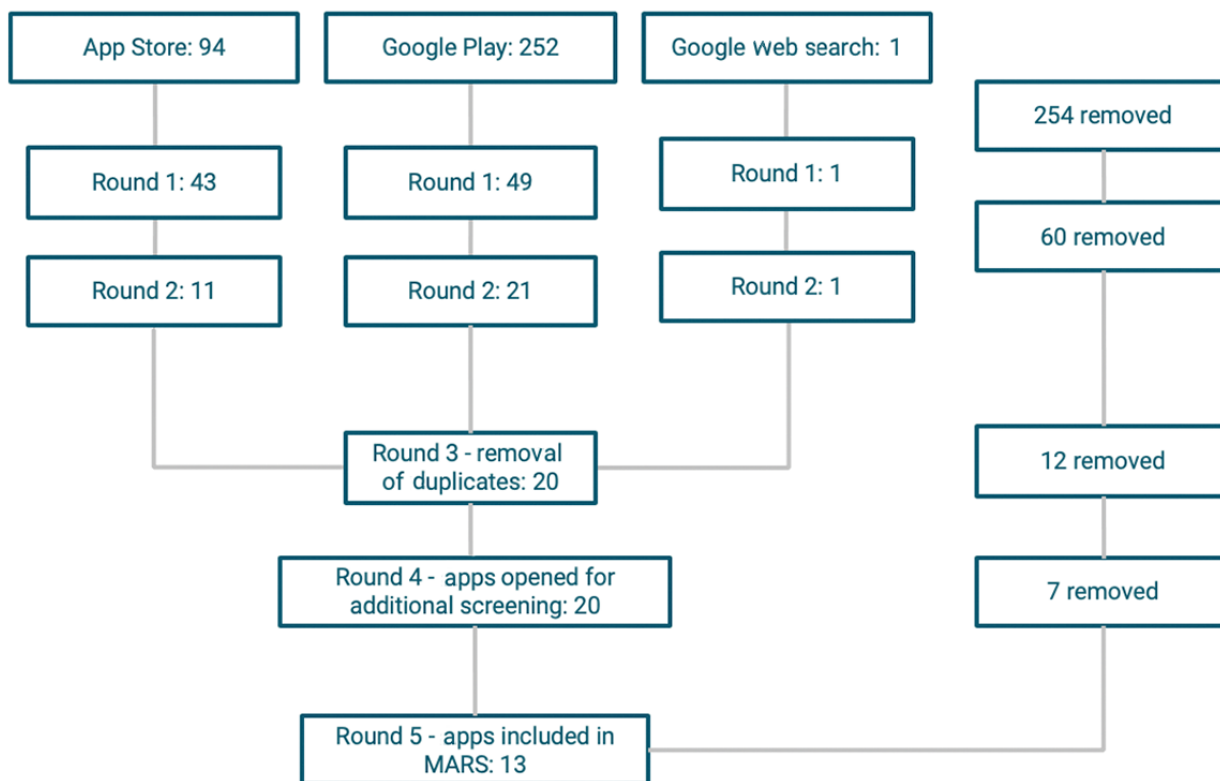 App Store: 94
Google Play: 252
Google web search: 1
254 removed
Round 1: 43
Round 1: 49
Round 1: 1
60 removed
Round 2: 11
Round 2: 21
Round 2: 1
Round 3 - removal
of duplicates: 20
12 removed
Round 4 - apps opened for
additional screening: 20
7 removed
Round 5 - apps included in
MARS: 13